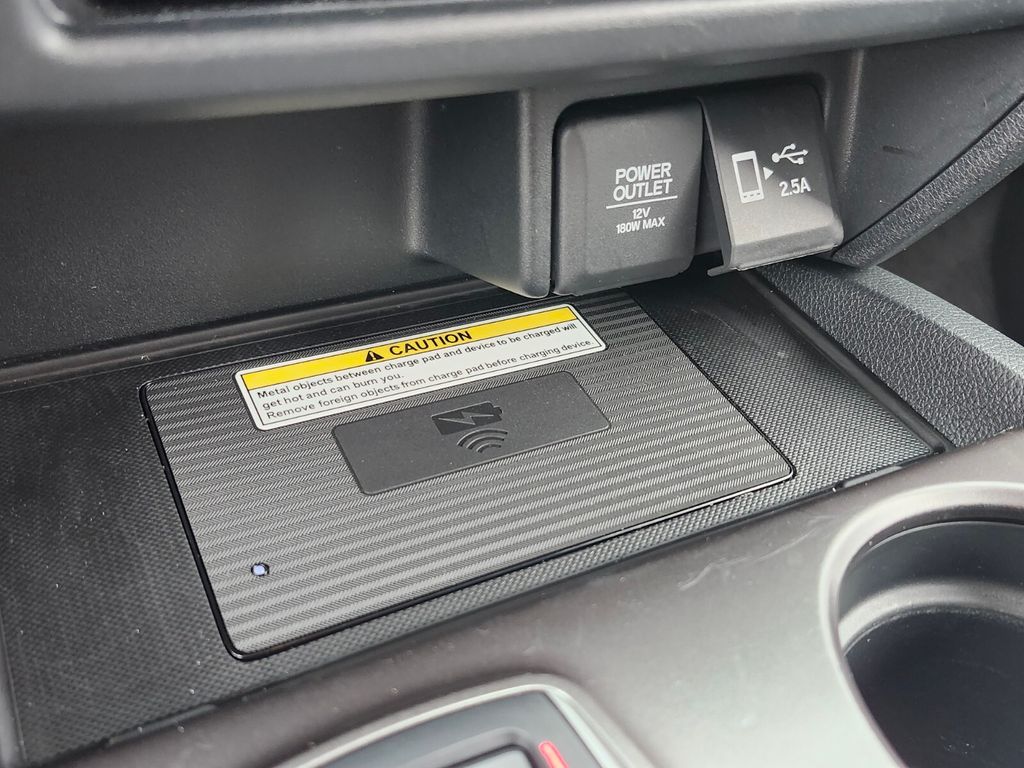 POWER
OUTLET
12V
180W MAX
2.5A
CAUTION
Metal objects between charge pad and device to be charged will
get hot and can burn you.
Remove foreign objects from charge pad before charging device